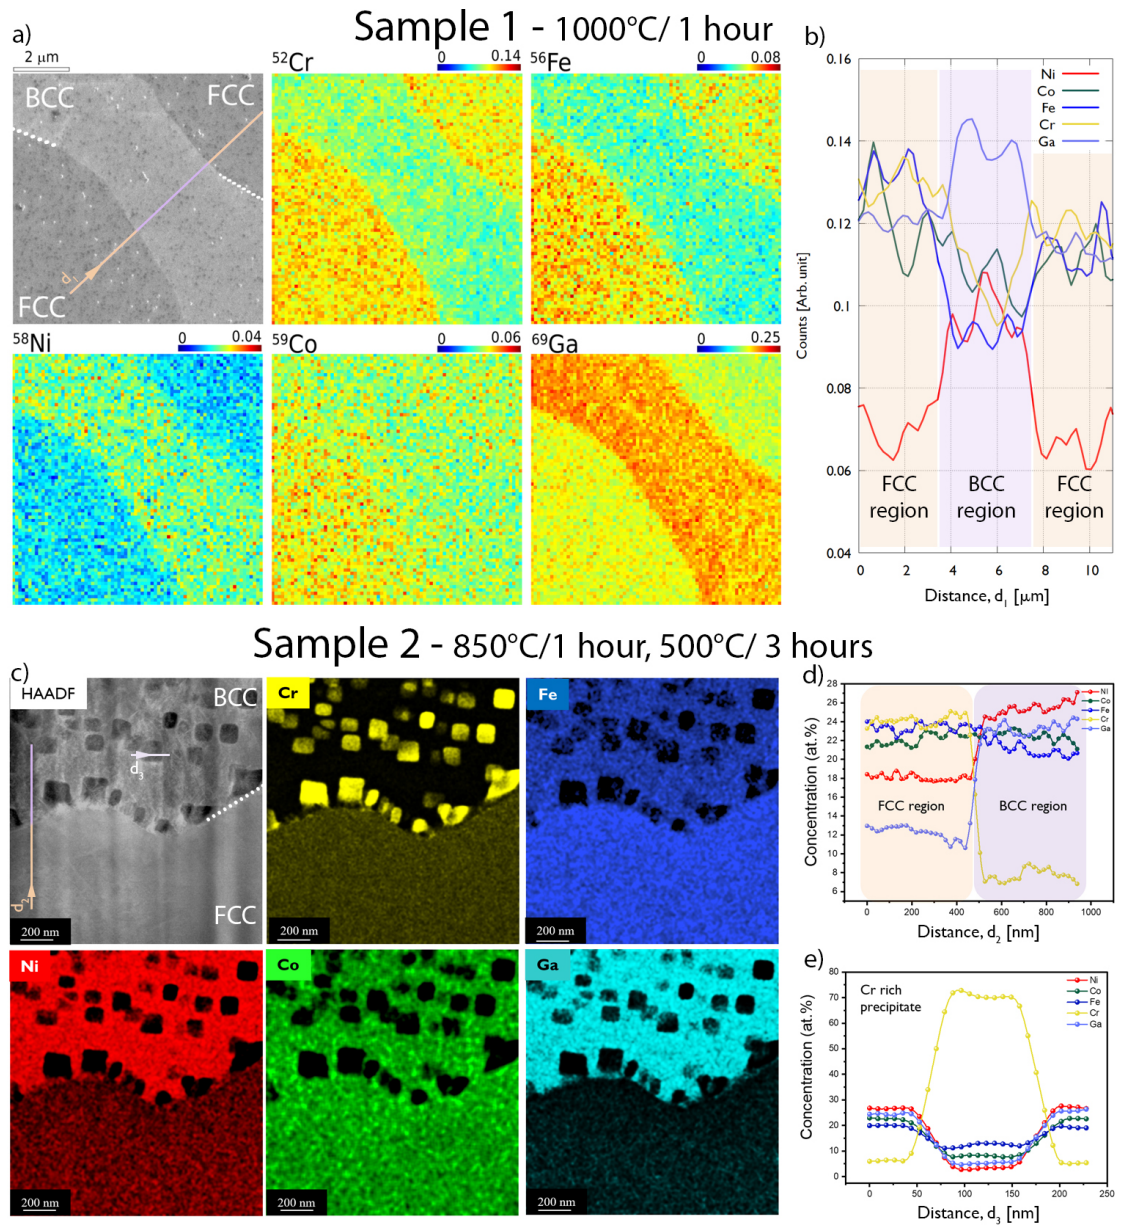 Sample 1 - 1000°C/ 1 hour
a)
2 μm
BCC
FCC
d1
FCC
52Cr
0 0.14
56Fe
0 0.08
58Ni
0 0.04
59Co
0 0.06
69Ga
0 0.25
b)
0.16
0.14
0.12
0.1
0.08
0.06
0.04
Counts [Arb.unit]
Ni
Co
Fe
Cr
Ga
FCC region
BCC region
FCC region
0 2 4 6 8 10
Distance, d1 [μm]
Sample 2 - 850°C/1 hour, 500°C/ 3 hours
c)
HAADF
BCC
d3
d2
FCC
200 nm
Cr
200 nm
Fe
200 nm
Ni
200 nm
Co
200 nm
Ga
200 nm
d)
28
26
24
22
20
18
16
14
12
10
8
6
Concentration (at.%)
Ni
Co
Fe
Cr
Ga
FCC region
BCC region
0 200 400 600 800 1000
Distance, d2 [nm]
e)
80
70
60
50
40
30
20
10
0
Concentration (at.%)
Cr rich
precipitate
Ni
Co
Fe
Cr
Ga
0 50 100 150 200
Distance, d3 [nm]